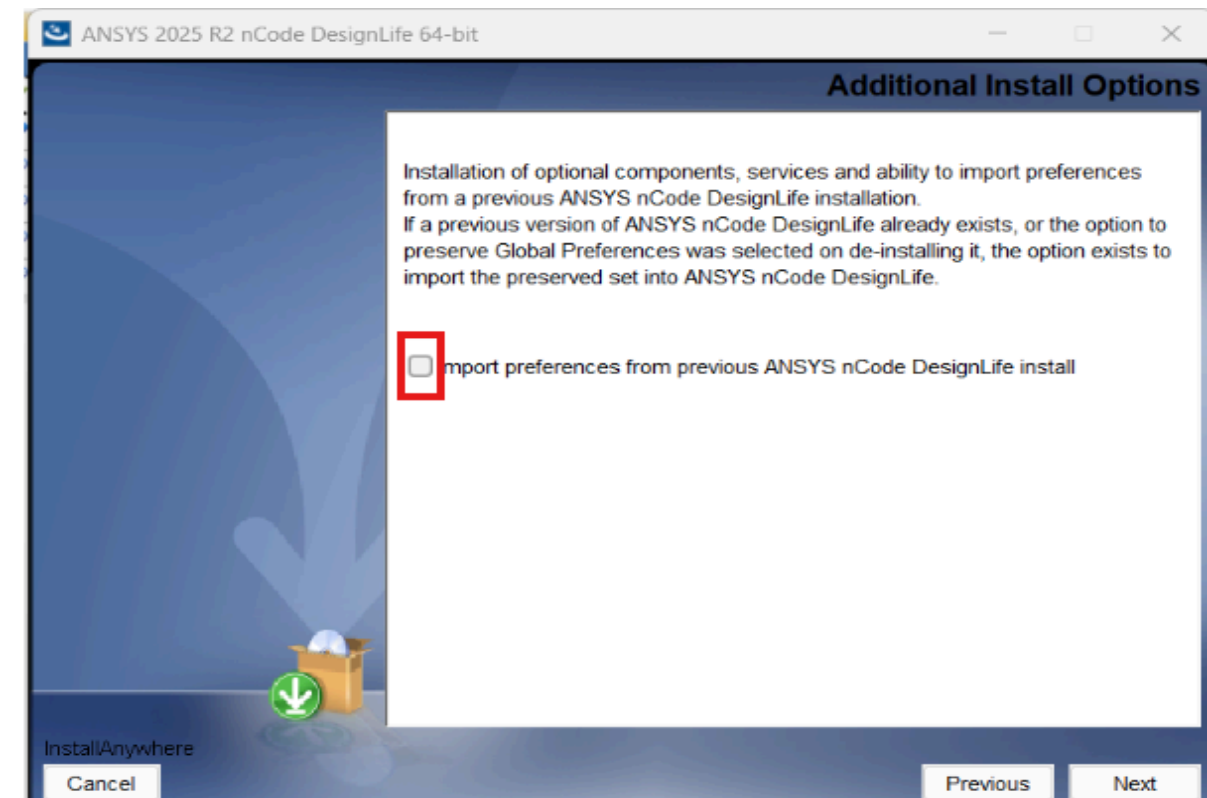 ANSYS 2025 R2 nCode DesignLife 64-bit
Additional Install Options
Installation of optional components, services and ability to import preferences
from a previous ANSYS nCode DesignLife installation.
If a previous version of ANSYS nCode DesignLife already exists, or the option to
preserve Global Preferences was selected on de-installing it, the option exists to
import the preserved set into ANSYS nCode DesignLife.
mport preferences from previous ANSYS nCode DesignLife install
InstallAnywhere
Cancel
Previous
Next